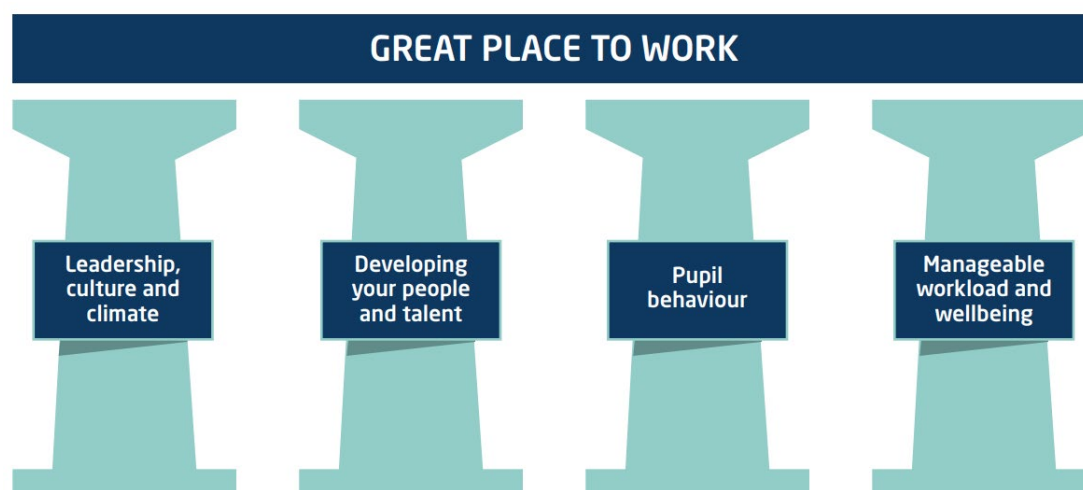 GREAT PLACE TO WORK
Leadership,
culture and
climate
Developing
your people
and talent
Pupil
behaviour
Manageable
workload and
wellbeing